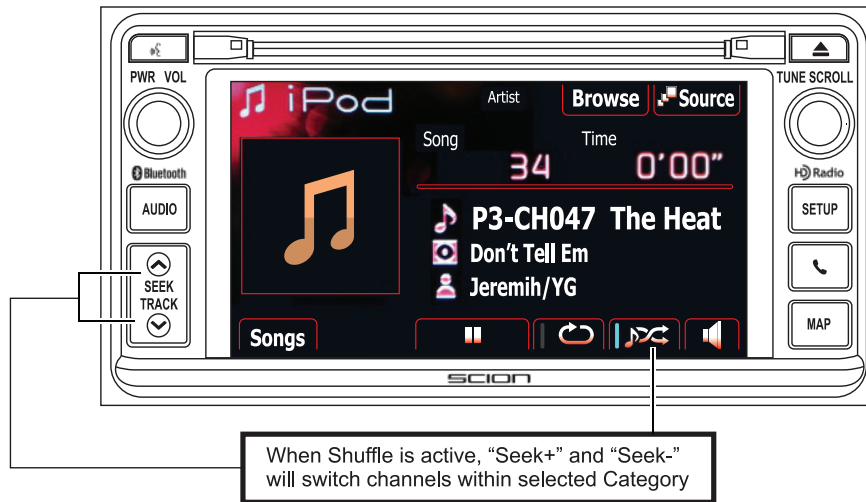 PWR VOL
TUNE SCROLL
iPod
Artist
Browse
Source
Song
Time
34
0'00"
Bluetooth
HD Radio
AUDIO
SETUP
P3-CH047 The Heat
Don't Tell Em
Jeremih/YG
SEEK
TRACK
MAP
Songs
SCION
When Shuffle is active, “Seek+” and “Seek-”
will switch channels within selected Category